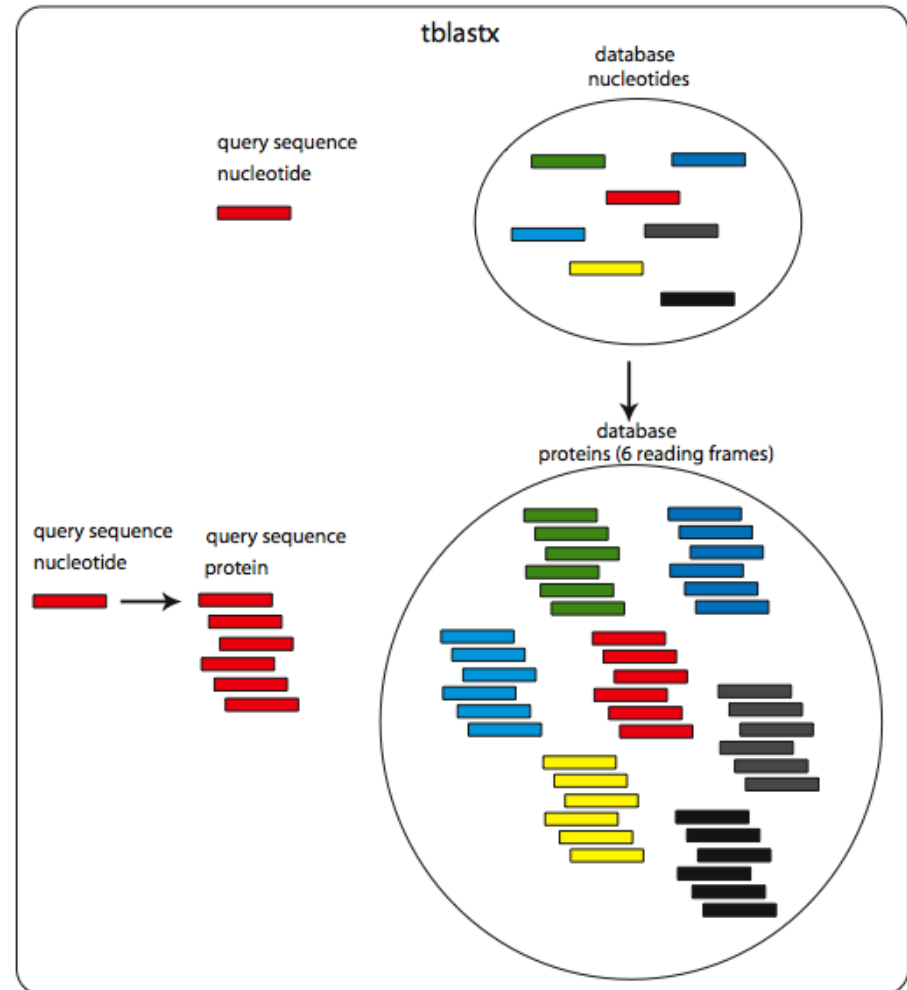 tblastx
database
nucleotides
query sequence
nucleotide
database
proteins (6 reading frames)
query sequence
nucleotide
query sequence
protein